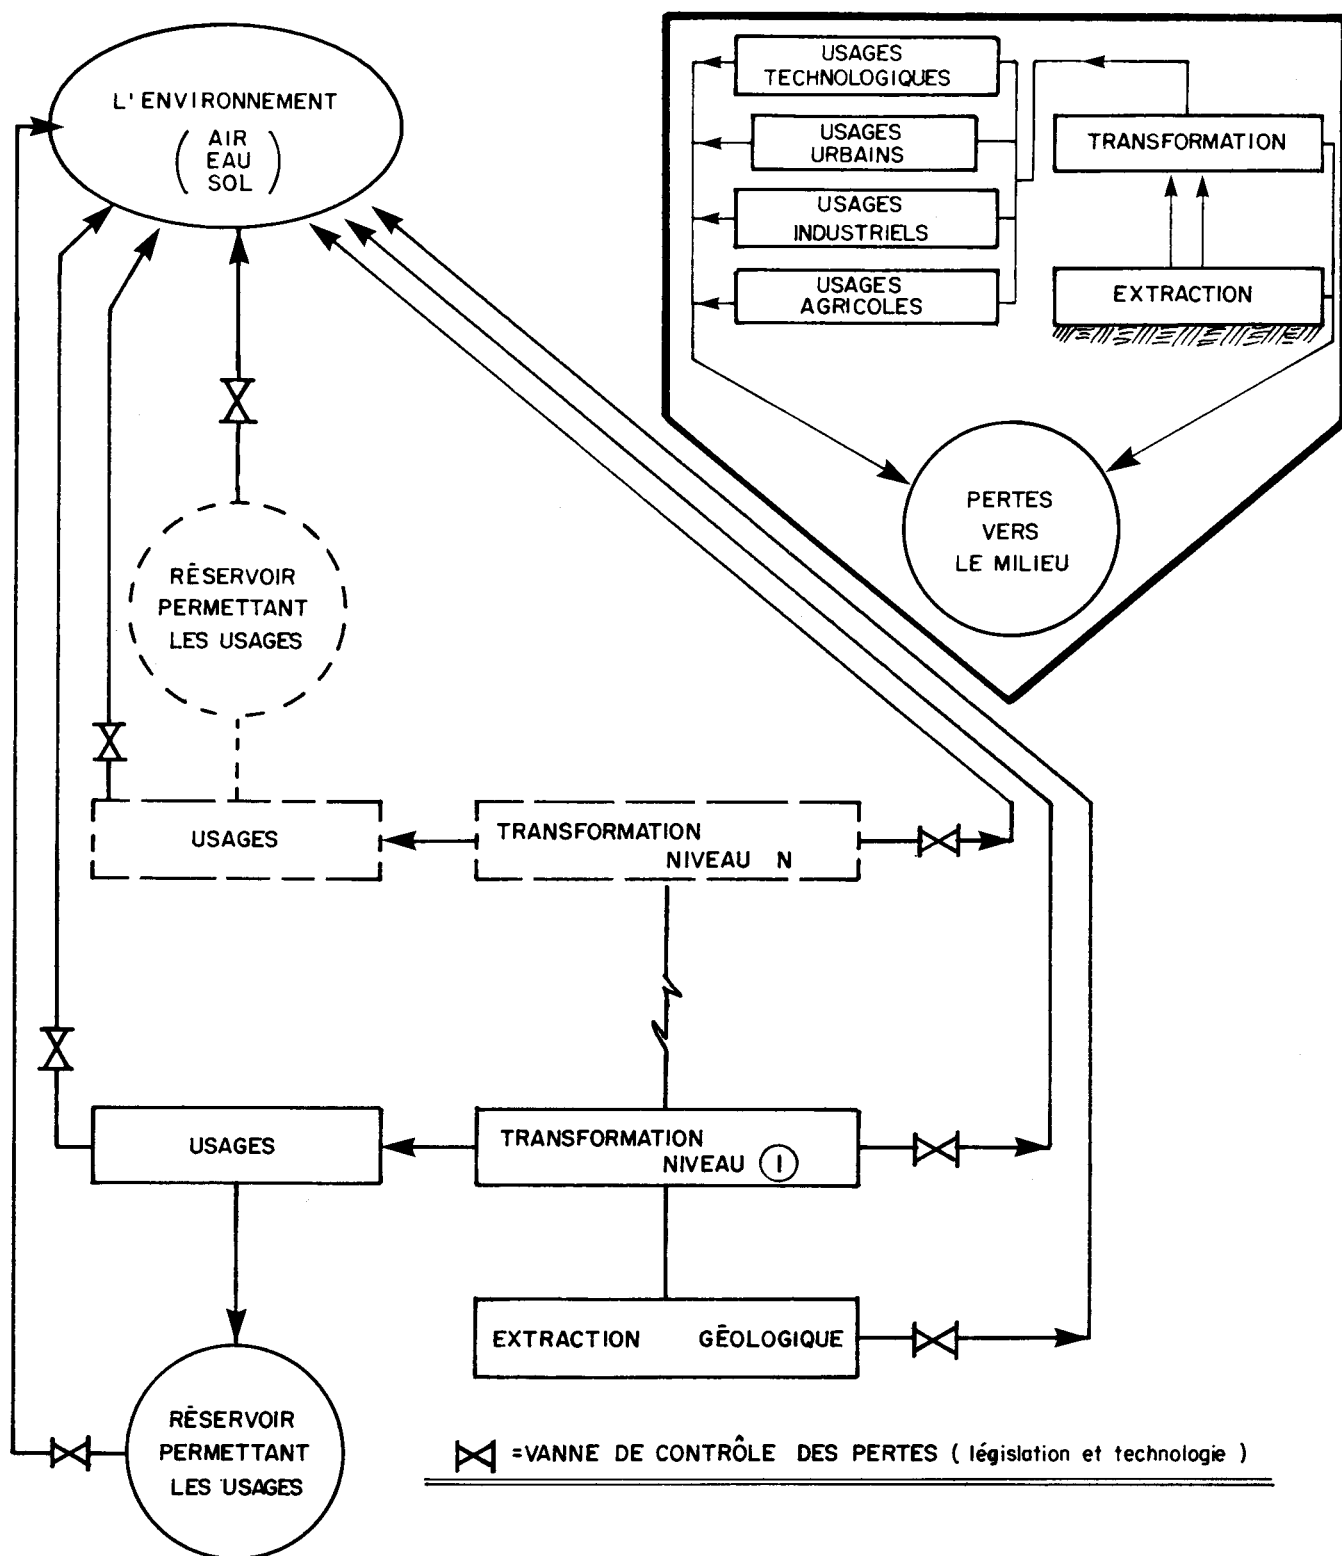 L'ENVIRONNEMENT
AIR
EAU
SOL
USAGES
TECHNOLOGIQUES
USAGES
URBAINS
USAGES
INDUSTRIELS
USAGES
AGRICOLES
TRANSFORMATION
EXTRACTION
PERTES
VERS
LE MILIEU
RÉSERVOIR
PERMETTANT
LES USAGES
USAGES
TRANSFORMATION
NIVEAU N
USAGES
TRANSFORMATION
NIVEAU 1
EXTRACTION GÉOLOGIQUE
RÉSERVOIR
PERMETTANT
LES USAGES
=VANNE DE CONTRÔLE DES PERTES ( législation et technologie )